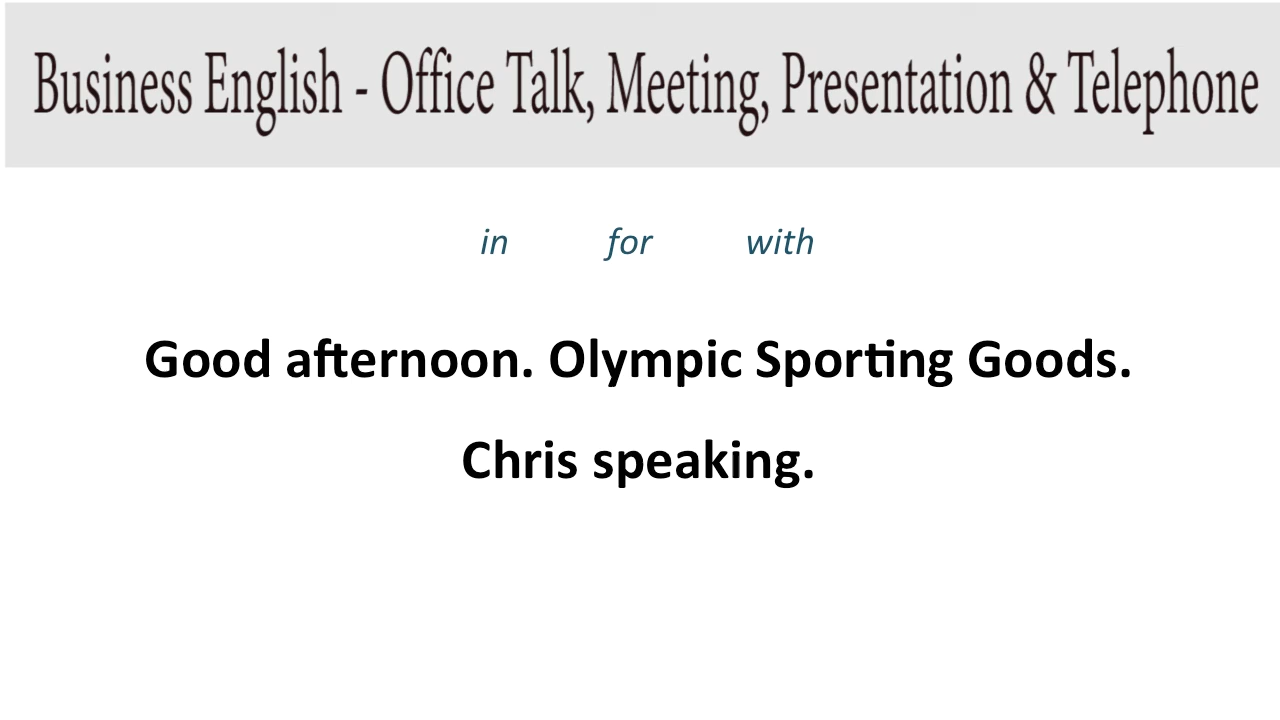 Business English - Office Talk, Meeting, Presentation & Telephone
in for with
Good afternoon. Olympic Sporting Goods.
Chris speaking.